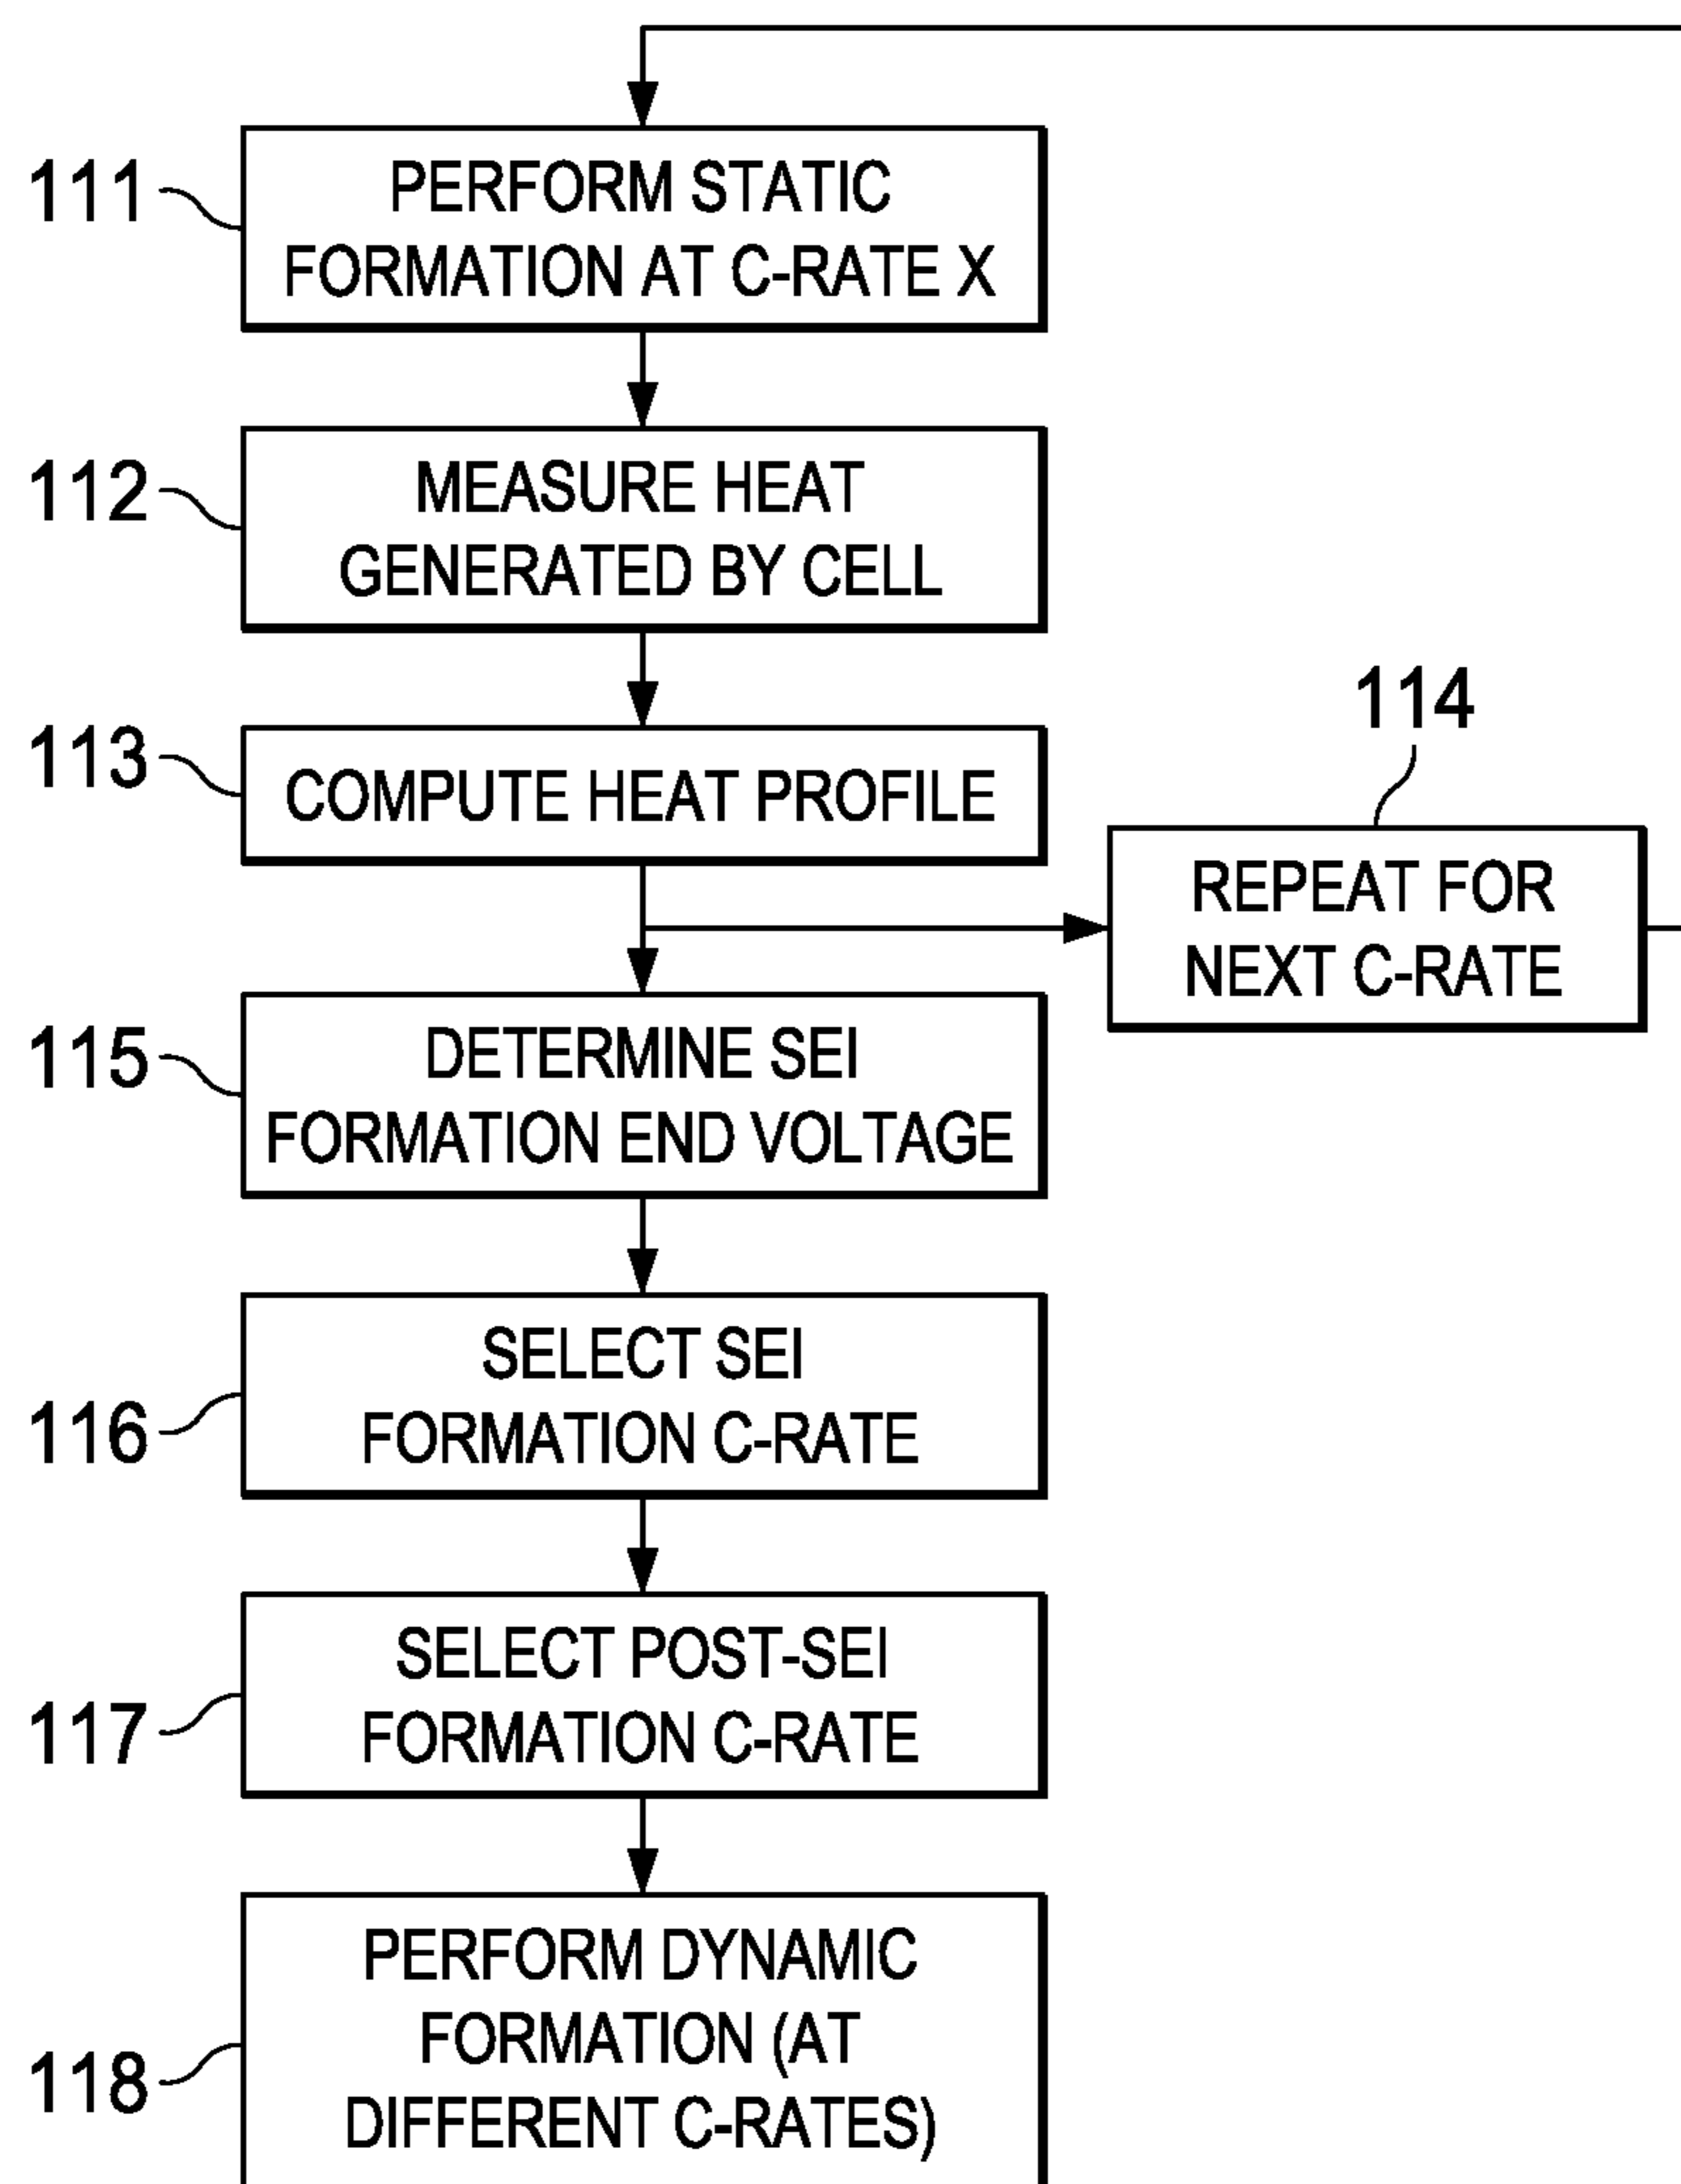 111
PERFORM STATIC
FORMATION AT C-RATE X
112
MEASURE HEAT
GENERATED BY CELL
113
COMPUTE HEAT PROFILE
114
REPEAT FOR
NEXT C-RATE
115
DETERMINE SEI
FORMATION END VOLTAGE
116
SELECT SEI
FORMATION C-RATE
117
SELECT POST-SEI
FORMATION C-RATE
118
PERFORM DYNAMIC
FORMATION (AT
DIFFERENT C-RATES)